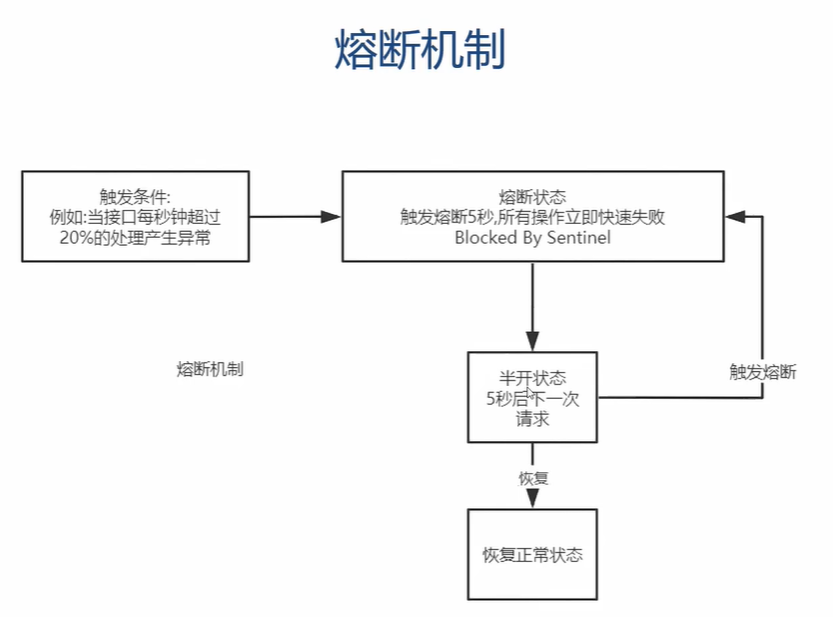 熔断机制
触发条件:
例如:当接口每秒钟超过
20%的处理产生异常
熔断状态
触发熔断5秒,所有操作立即快速失败
Blocked By Sentinel
熔断机制
半开状态
5秒后下一次
请求
触发熔断
恢复
恢复正常状态